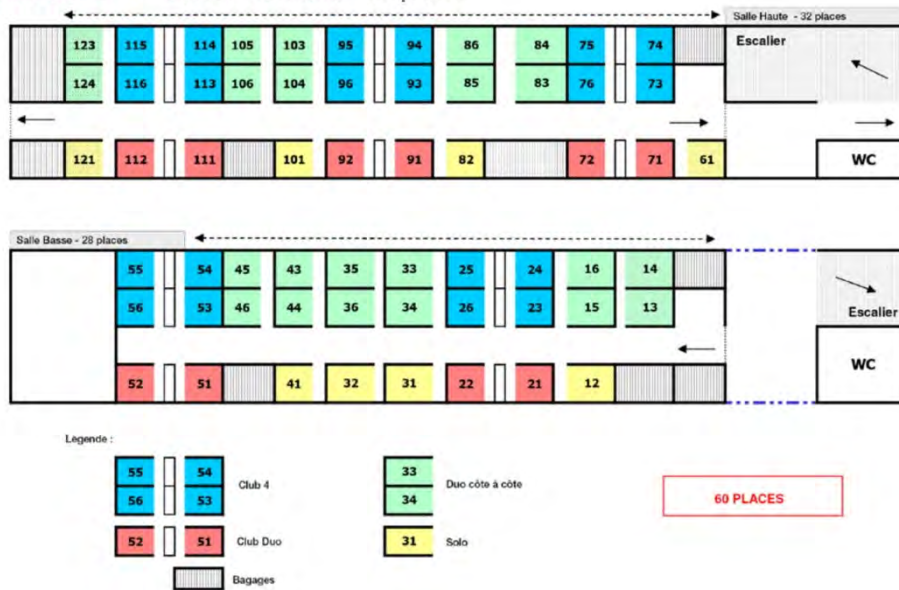 Salle Haute - 32 places
123 115 114 105 103 95 94 86 84 75 74 Escalier
124 116 113 106 104 96 93 85 83 76 73
121 112 111 101 92 91 82 72 71 61 WC
Salle Basse - 28 places
55 54 45 43 35 33 25 24 16 14
56 53 46 44 36 34 26 23 15 13 Escalier
52 51 41 32 31 22 21 12 WC
Légende :
55 54 33
Club 4 Duo côte à côte
56 53 34
60 PLACES
52 51 Club Duo 31 Solo
Bagages